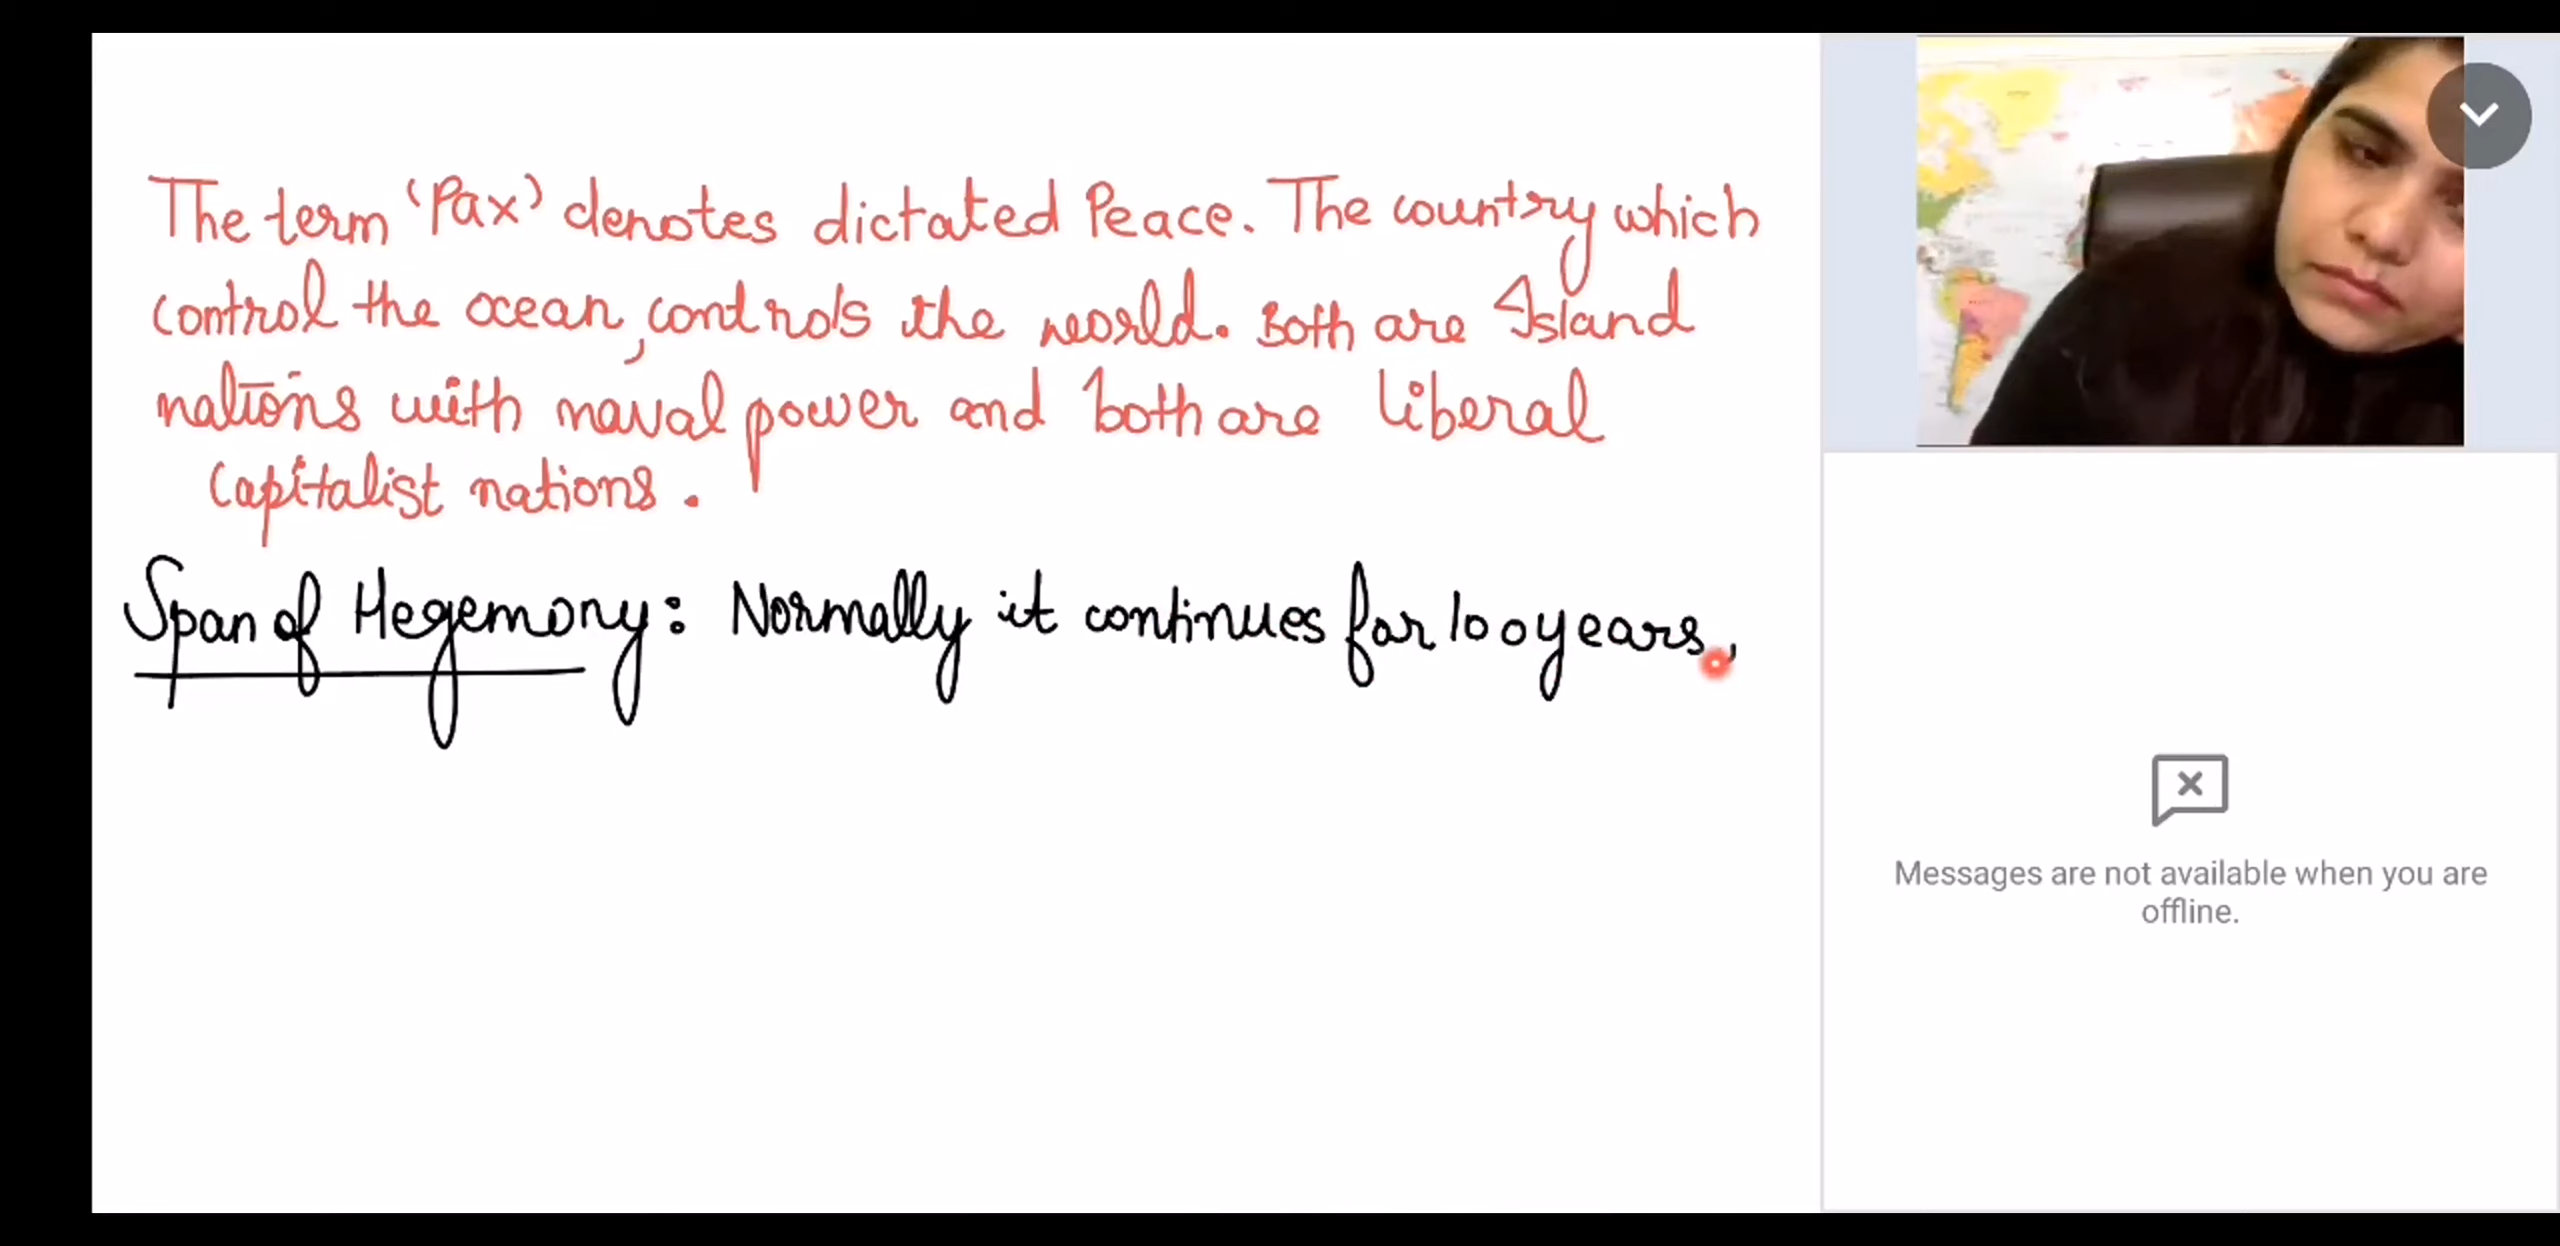 The term 'Pax' denotes dictated Peace. The country which
control the ocean, controls the world. Both are Island
nations with naval power and both are liberal
Capitalist nations.
Span of Hegemony: Normally it continues for 100 years,
Messages are not available when you are
offline.